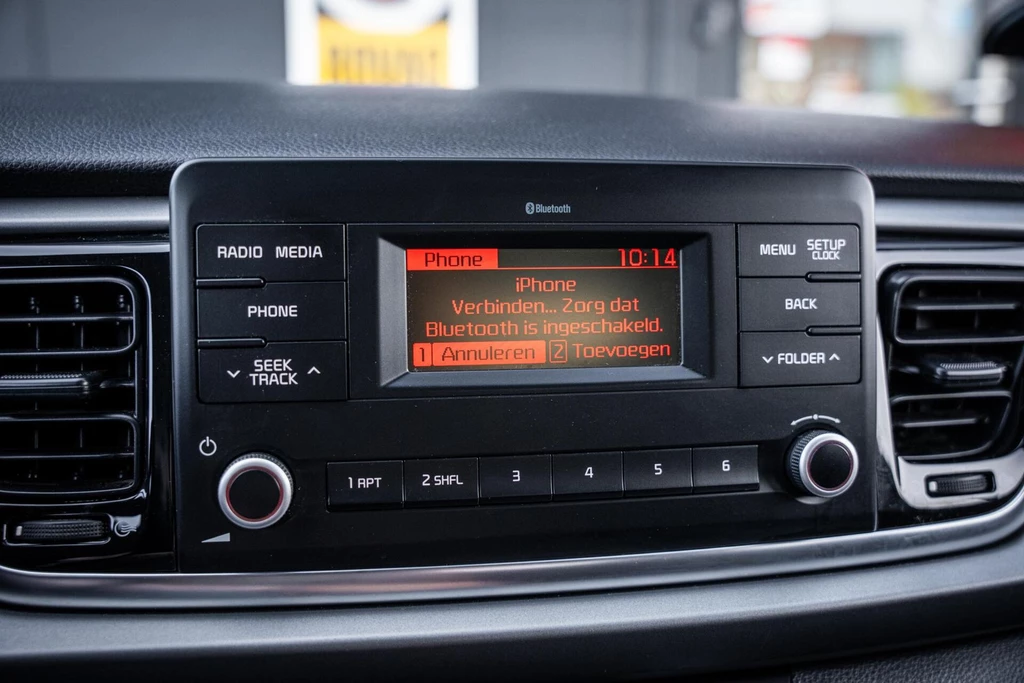 Bluetooth
RADIO MEDIA
PHONE
SEEK
TRACK
Phone 10:14
iPhone
Verbinden... Zorg dat
Bluetooth is ingeschakeld.
1 Annuleren 2 Toevoegen
MENU SETUP
CLOCK
BACK
FOLDER
1 RPT 2 SHFL 3 4 5 6